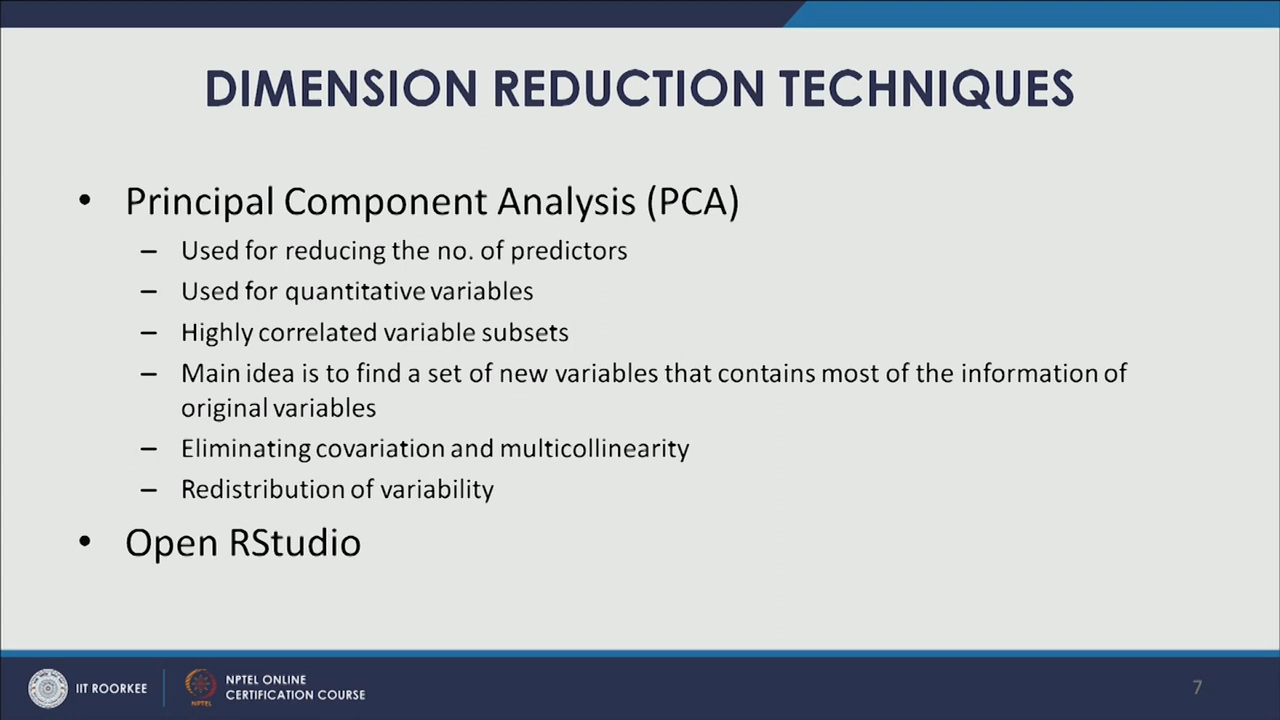 DIMENSION REDUCTION TECHNIQUES
• Principal Component Analysis (PCA)
– Used for reducing the no. of predictors
– Used for quantitative variables
– Highly correlated variable subsets
– Main idea is to find a set of new variables that contains most of the information of
original variables
– Eliminating covariation and multicollinearity
– Redistribution of variability
• Open RStudio
IIT ROORKEE
NPTEL
NPTEL ONLINE
CERTIFICATION COURSE
7